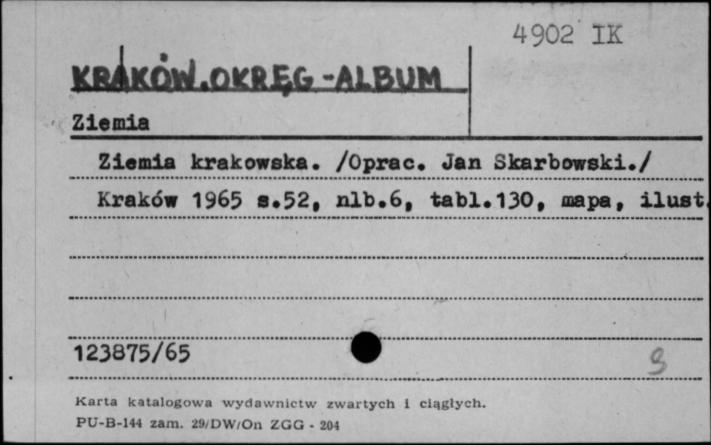 4902 IK
KRAKÓW.OKRĘG-ALBUM
Ziemia
Ziemia krakowska. /Oprac. Jan Skarbowski./
Kraków 1965 s.52, nlb.6, tabl.130, mapa, ilust.
123875/65
Karta katalogowa wydawnictw zwartych i ciągłych.
PU-B-144 zam. 29/DW/On ZGG - 204